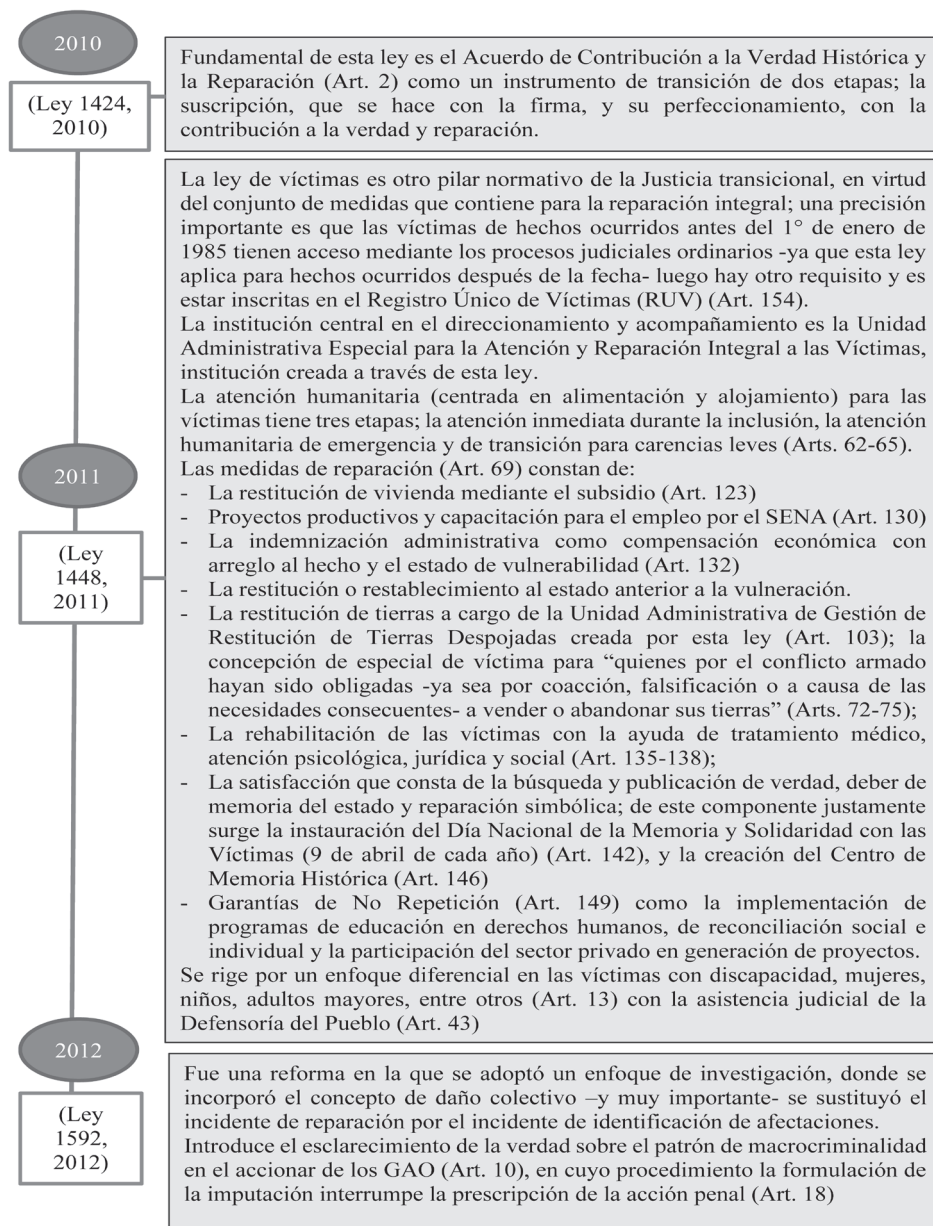 2010
(Ley 1424,
2010)
Fundamental de esta ley es el Acuerdo de Contribución a la Verdad Histórica y
la Reparación (Art. 2) como un instrumento de transición de dos etapas; la
suscripción, que se hace con la firma, y su perfeccionamiento, con la
contribución a la verdad y reparación.
2011
(Ley
1448,
2011)
La ley de víctimas es otro pilar normativo de la Justicia transicional, en virtud
del conjunto de medidas que contiene para la reparación integral; una precisión
importante es que las víctimas de hechos ocurridos antes del 1° de enero de
1985 tienen acceso mediante los procesos judiciales ordinarios -ya que esta ley
aplica para hechos ocurridos después de la fecha- luego hay otro requisito y es
estar inscritas en el Registro Único de Víctimas (RUV) (Art. 154).
La institución central en el direccionamiento y acompañamiento es la Unidad
Administrativa Especial para la Atención y Reparación Integral a las Víctimas,
institución creada a través de esta ley.
La atención humanitaria (centrada en alimentación y alojamiento) para las
víctimas tiene tres etapas; la atención inmediata durante la inclusión, la atención
humanitaria de emergencia y de transición para carencias leves (Arts. 62-65).
Las medidas de reparación (Art. 69) constan de:
- La restitución de vivienda mediante el subsidio (Art. 123)
- Proyectos productivos y capacitación para el empleo por el SENA (Art. 130)
- La indemnización administrativa como compensación económica con
arreglo al hecho y el estado de vulnerabilidad (Art. 132)
- La restitución o restablecimiento al estado anterior a la vulneración.
- La restitución de tierras a cargo de la Unidad Administrativa de Gestión de
Restitución de Tierras Despojadas creada por esta ley (Art. 103); la
concepción de especial de víctima para “quienes por el conflicto armado
hayan sido obligadas -ya sea por coacción, falsificación o a causa de las
necesidades consecuentes- a vender o abandonar sus tierras” (Arts. 72-75);
- La rehabilitación de las víctimas con la ayuda de tratamiento médico,
atención psicológica, jurídica y social (Art. 135-138);
- La satisfacción que consta de la búsqueda y publicación de verdad, deber de
memoria del estado y reparación simbólica; de este componente justamente
surge la instauración del Día Nacional de la Memoria y Solidaridad con las
Víctimas (9 de abril de cada año) (Art. 142), y la creación del Centro de
Memoria Histórica (Art. 146)
- Garantías de No Repetición (Art. 149) como la implementación de
programas de educación en derechos humanos, de reconciliación social e
individual y la participación del sector privado en generación de proyectos.
Se rige por un enfoque diferencial en las víctimas con discapacidad, mujeres,
niños, adultos mayores, entre otros (Art. 13) con la asistencia judicial de la
Defensoría del Pueblo (Art. 43)
2012
(Ley
1592,
2012)
Fue una reforma en la que se adoptó un enfoque de investigación, donde se
incorporó el concepto de daño colectivo –y muy importante- se sustituyó el
incidente de reparación por el incidente de identificación de afectaciones.
Introduce el esclarecimiento de la verdad sobre el patrón de macrocriminalidad
en el accionar de los GAO (Art. 10), en cuyo procedimiento la formulación de
la imputación interrumpe la prescripción de la acción penal (Art. 18)